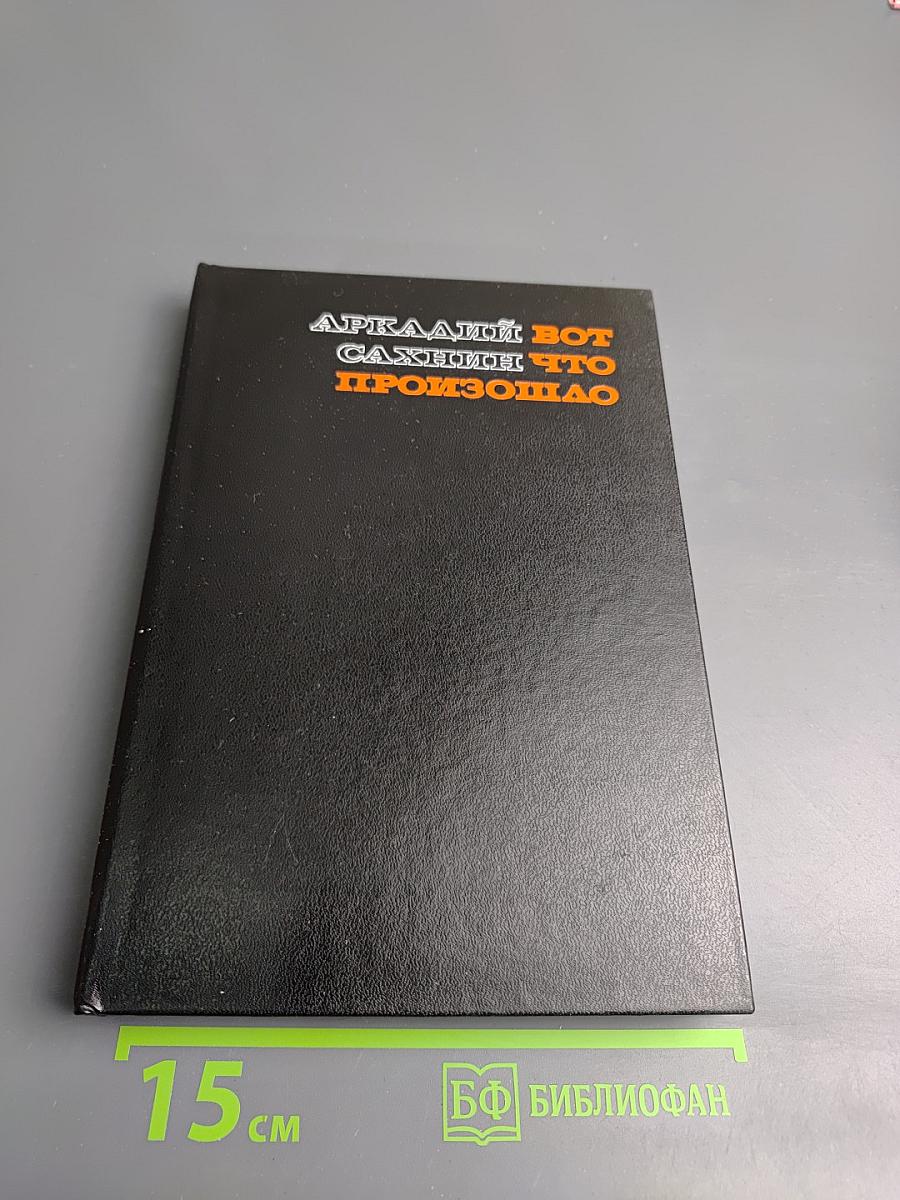 АРКАДИЙ ВОТ
САХНИН ЧТО
ПРОИЗОШЛО
15 см
БФ БИБЛИОФАН